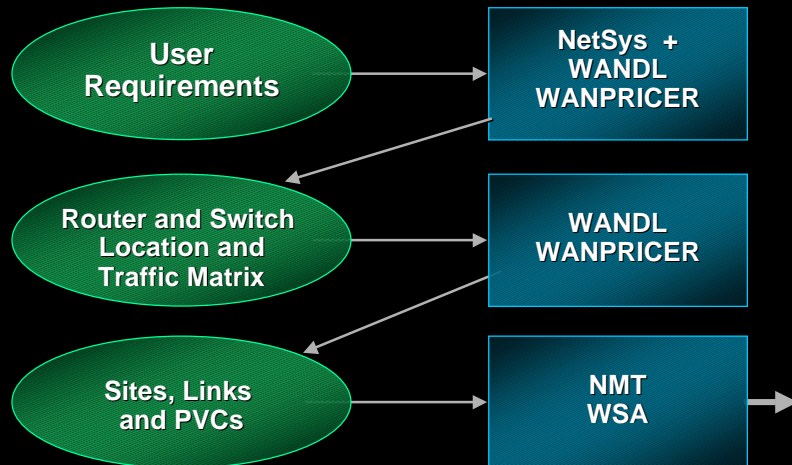 User
Requirements
NetSys +
WANDL
WANPRICER
Router and Switch
Location and
Traffic Matrix
WANDL
WANPRICER
Sites, Links
and PVCs
NMT
WSA